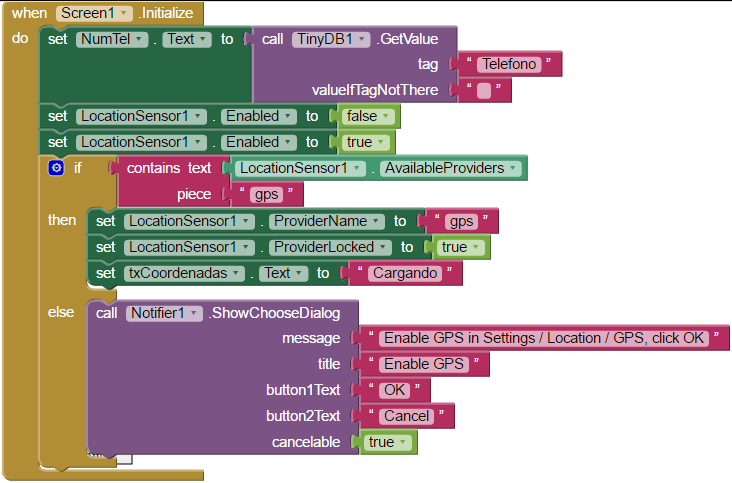 when Screen1 .Initialize
do set NumTel . Text to call TinyDB1 .GetValue
tag " Telefono "
valueIfTagNotThere " "
set LocationSensor1 . Enabled to false
set LocationSensor1 . Enabled to true
if contains text LocationSensor1 . AvailableProviders
piece " gps "
then set LocationSensor1 . ProviderName to " gps "
set LocationSensor1 . ProviderLocked to true
set txCoordenadas . Text to " Cargando "
else call Notifier1 .ShowChooseDialog
message " Enable GPS in Settings / Location / GPS, click OK "
title " Enable GPS "
button1Text " OK "
button2Text " Cancel "
cancelable true